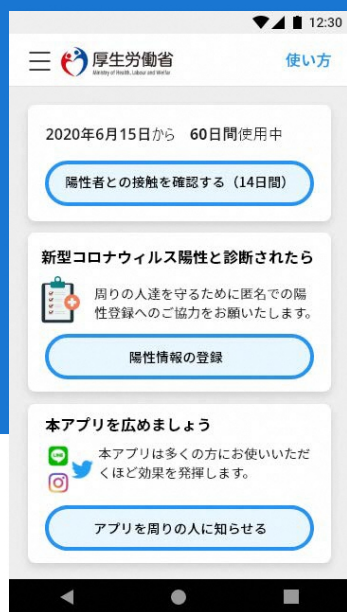 12:30
厚生労働省
Ministry of Health, Labour and Welfare
使い方
2020年6月15日から 60日間使用中
陽性者との接触を確認する（14日間）
新型コロナウィルス陽性と診断されたら
周りの人達を守るために匿名での陽
性登録へのご協力をお願いいたします。
陽性情報の登録
本アプリを広めましょう
LINE
本アプリは多くの方にお使いいただ
くほど効果を発揮します。
アプリを周りの人に知らせる